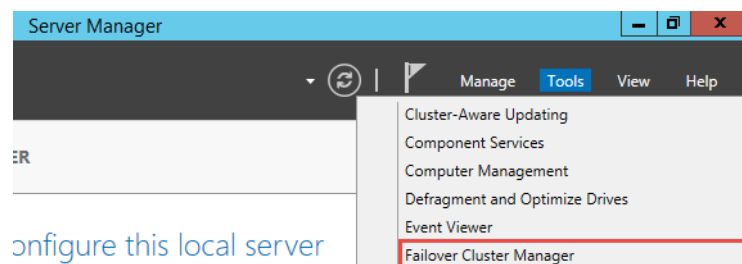 Server Manager
Manage Tools View Help
Cluster-Aware Updating
Component Services
ER
Computer Management
Defragment and Optimize Drives
Event Viewer
onfigure this local server
Failover Cluster Manager